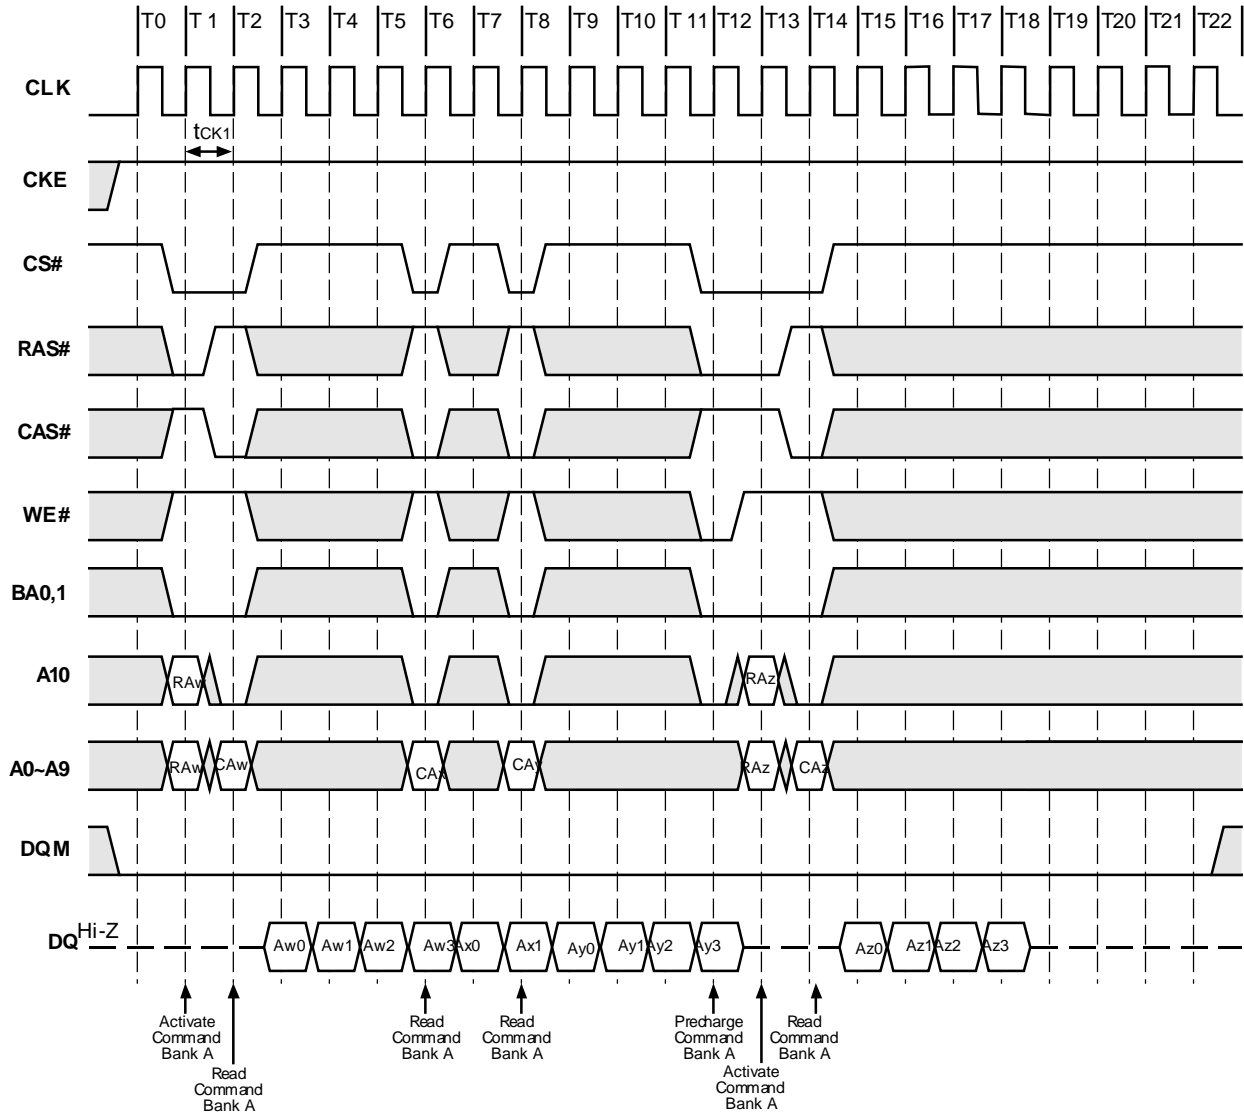 T0 T 1 T2 T3 T4 T5 T6 T7 T8 T9 T10 T 11 T12 T13 T14 T15 T16 T17 T18 T19 T20 T21 T22
CLK
tCK1
CKE
CS#
RAS#
CAS#
WE#
BA0,1
A10
RAw RAz
A0~A9
RAw CAw CAx CAy RAz CAz
DQM
Hi-Z
DQ
Aw0 Aw1 Aw2 Aw3 Ax0 Ax1 Ay0 Ay1 Ay2 Ay3 Az0 Az1 Az2 Az3
Activate
Command
Bank A
Read
Command
Bank A
Read
Command
Bank A
Read
Command
Bank A
Precharge
Command
Bank A
Activate
Command
Bank A
Read
Command
Bank A